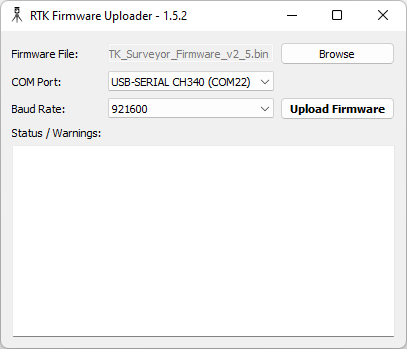 RTK Firmware Uploader - 1.5.2
Firmware File: TK_Surveyor_Firmware_v2_5.bin Browse
COM Port: USB-SERIAL CH340 (COM22)
Baud Rate: 921600 Upload Firmware
Status / Warnings: